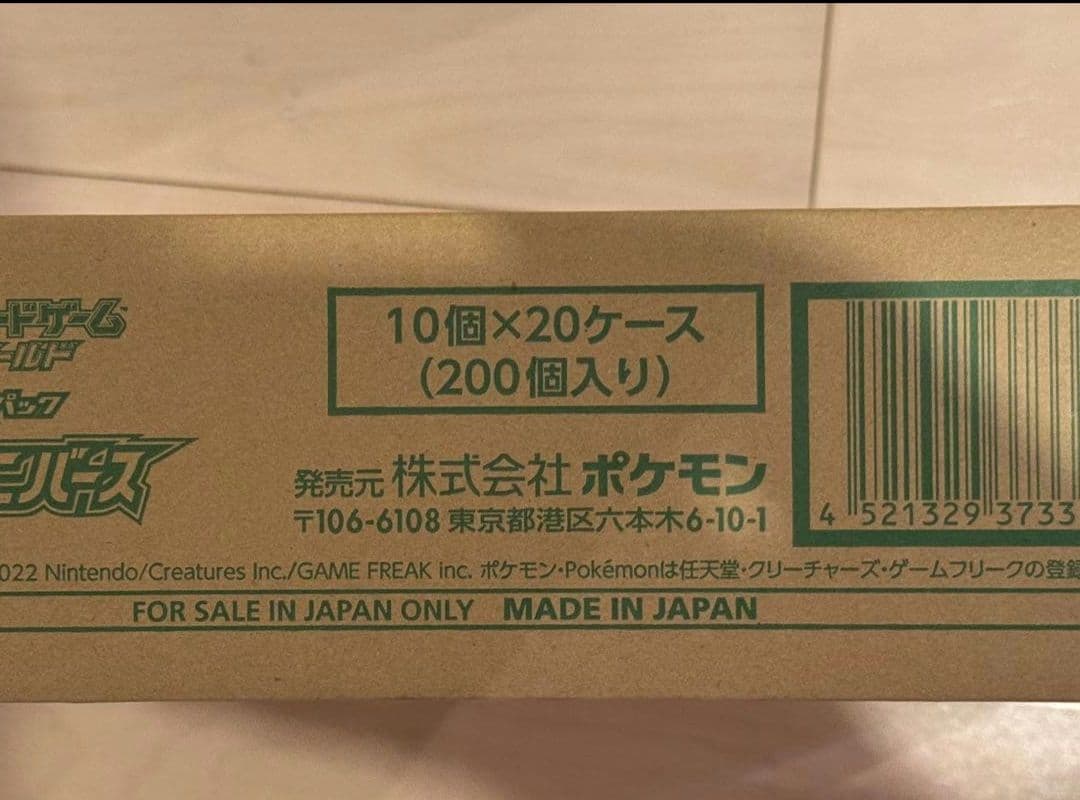 ードゲーム
ールド
パック
ニバース
10個×20ケース
(200個入り)
発売元 株式会社 ポケモン
〒106-6108 東京都港区六本木6-10-1
4 521329 3733
022 Nintendo/Creatures Inc./GAME FREAK inc. ポケモン・Pokémonは任天堂・クリーチャーズ・ゲームフリークの登録
FOR SALE IN JAPAN ONLY MADE IN JAPAN